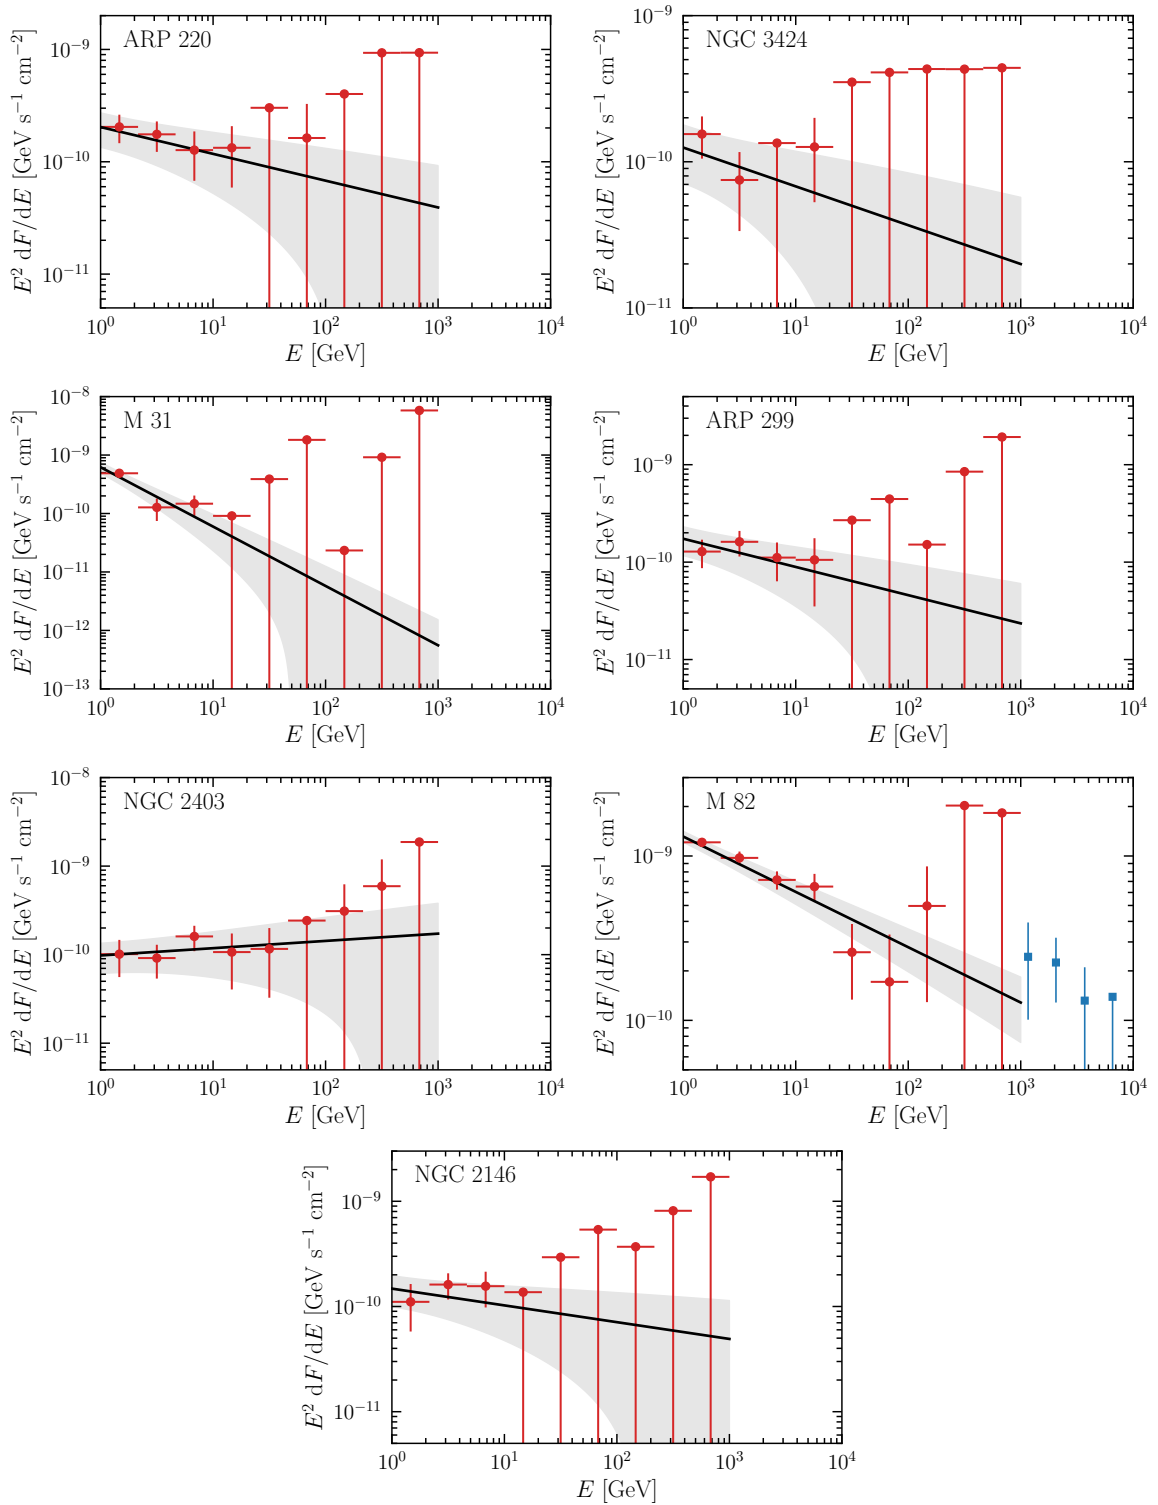 ARP 220
10⁻⁹
10⁻¹⁰
10⁻¹¹
E² dF/dE [GeV s⁻¹ cm⁻²]
10⁰ 10¹ 10² 10³ 10⁴
E [GeV]
NGC 3424
10⁻⁹
10⁻¹⁰
10⁻¹¹
E² dF/dE [GeV s⁻¹ cm⁻²]
10⁰ 10¹ 10² 10³ 10⁴
E [GeV]
M 31
10⁻⁸
10⁻⁹
10⁻¹⁰
10⁻¹¹
10⁻¹²
10⁻¹³
E² dF/dE [GeV s⁻¹ cm⁻²]
10⁰ 10¹ 10² 10³ 10⁴
E [GeV]
ARP 299
10⁻⁹
10⁻¹⁰
10⁻¹¹
E² dF/dE [GeV s⁻¹ cm⁻²]
10⁰ 10¹ 10² 10³ 10⁴
E [GeV]
NGC 2403
10⁻⁸
10⁻⁹
10⁻¹⁰
10⁻¹¹
E² dF/dE [GeV s⁻¹ cm⁻²]
10⁰ 10¹ 10² 10³ 10⁴
E [GeV]
M 82
10⁻⁹
10⁻¹⁰
E² dF/dE [GeV s⁻¹ cm⁻²]
10⁰ 10¹ 10² 10³ 10⁴
E [GeV]
NGC 2146
10⁻⁹
10⁻¹⁰
10⁻¹¹
E² dF/dE [GeV s⁻¹ cm⁻²]
10⁰ 10¹ 10² 10³ 10⁴
E [GeV]